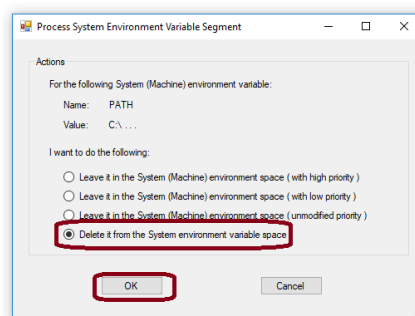 Process System Environment Variable Segment
Actions
For the following System (Machine) environment variable:
Name: PATH
Value: C:\ . . .
I want to do the following:
Leave it in the System (Machine) environment space ( with high priority )
Leave it in the System (Machine) environment space ( with low priority )
Leave it in the System (Machine) environment space ( unmodified priority )
Delete it from the System environment variable space
OK Cancel